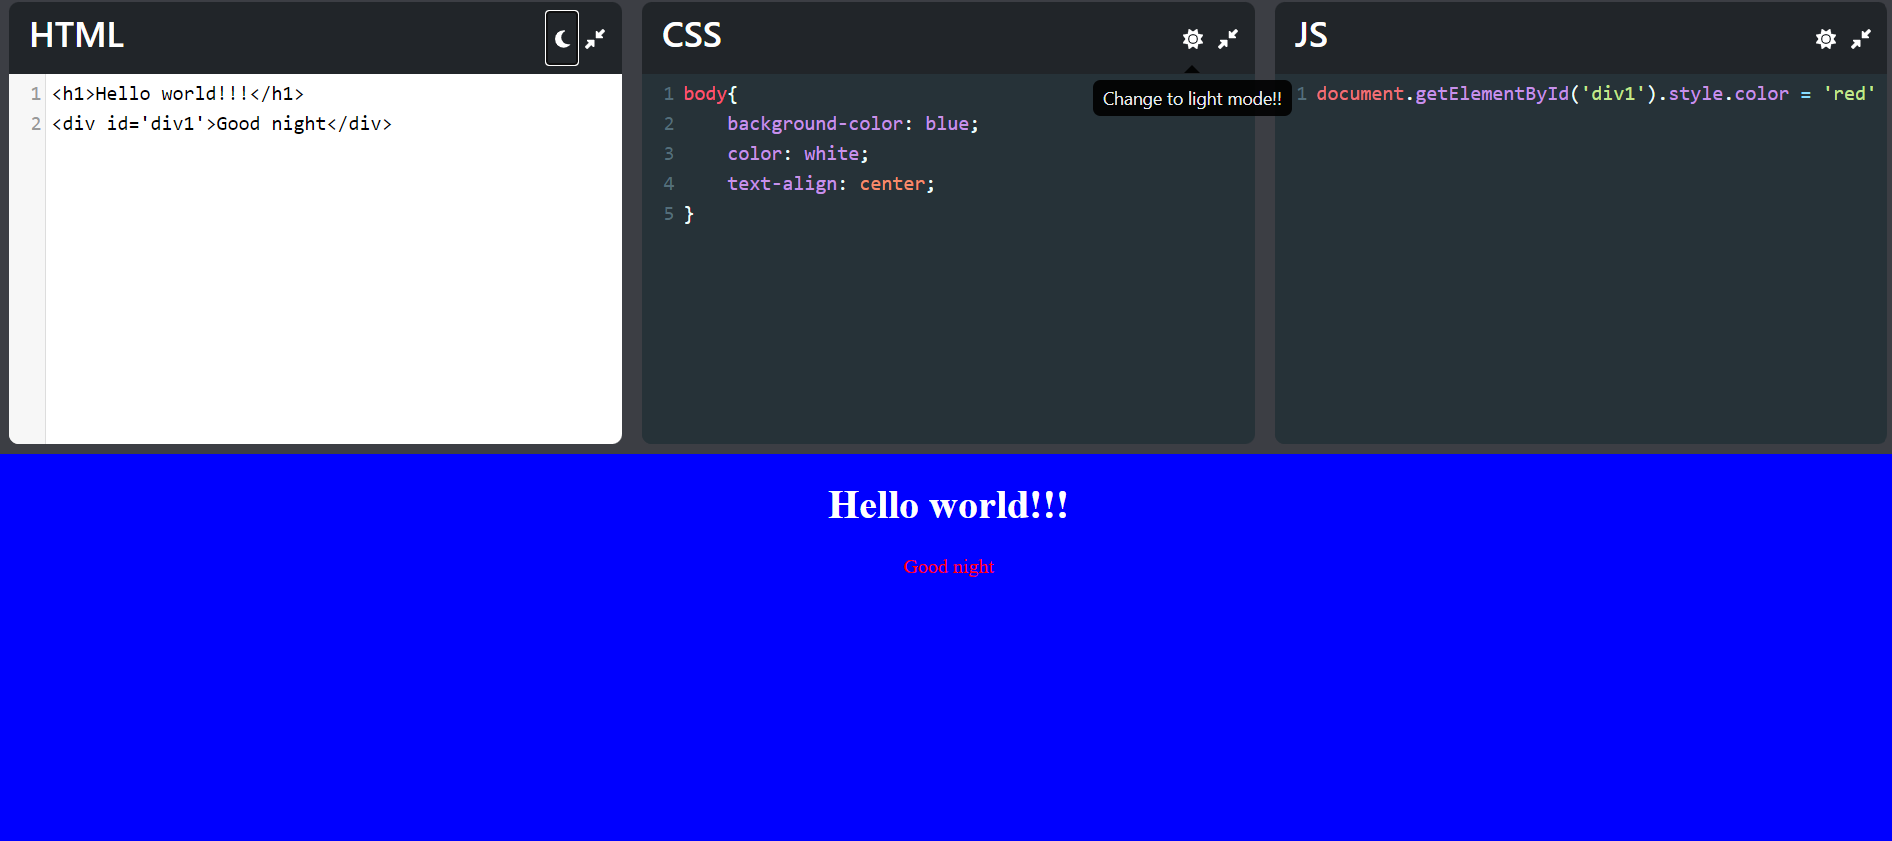 HTML
1 <h1>Hello world!!!</h1>
2 <div id='div1'>Good night</div>
CSS
Change to light mode!!
1 body{
2     background-color: blue;
3     color: white;
4     text-align: center;
5 }
JS
1 document.getElementById('div1').style.color = 'red'
Hello world!!!
Good night